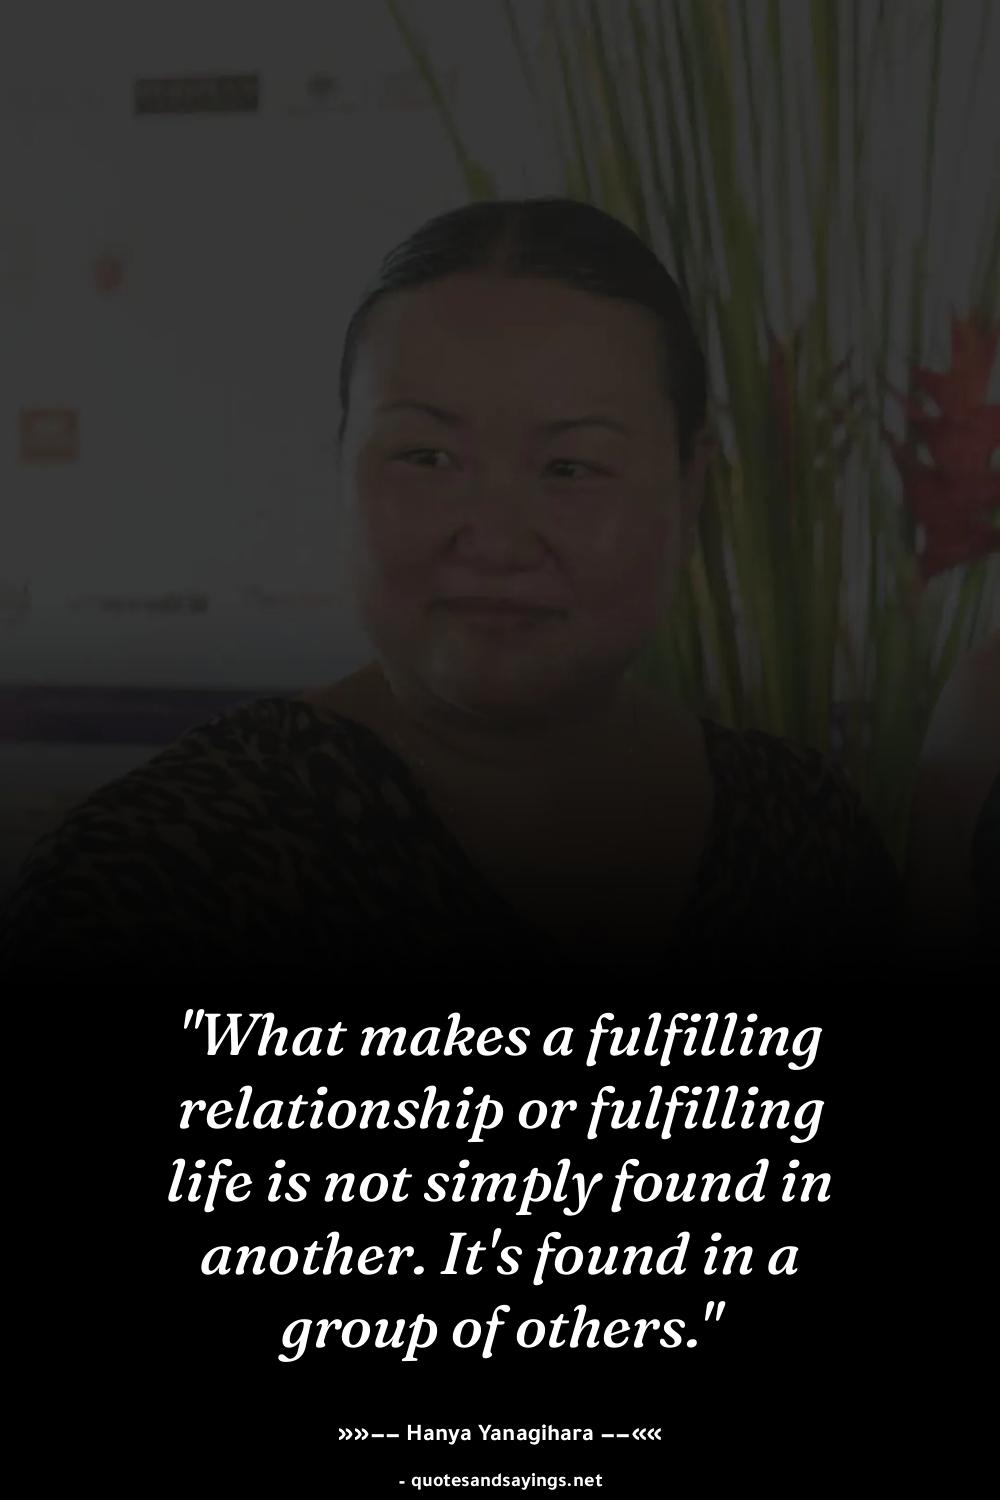 "What makes a fulfilling
relationship or fulfilling
life is not simply found in
another. It's found in a
group of others."
»»–– Hanya Yanagihara ––««
- quotesandsayings.net